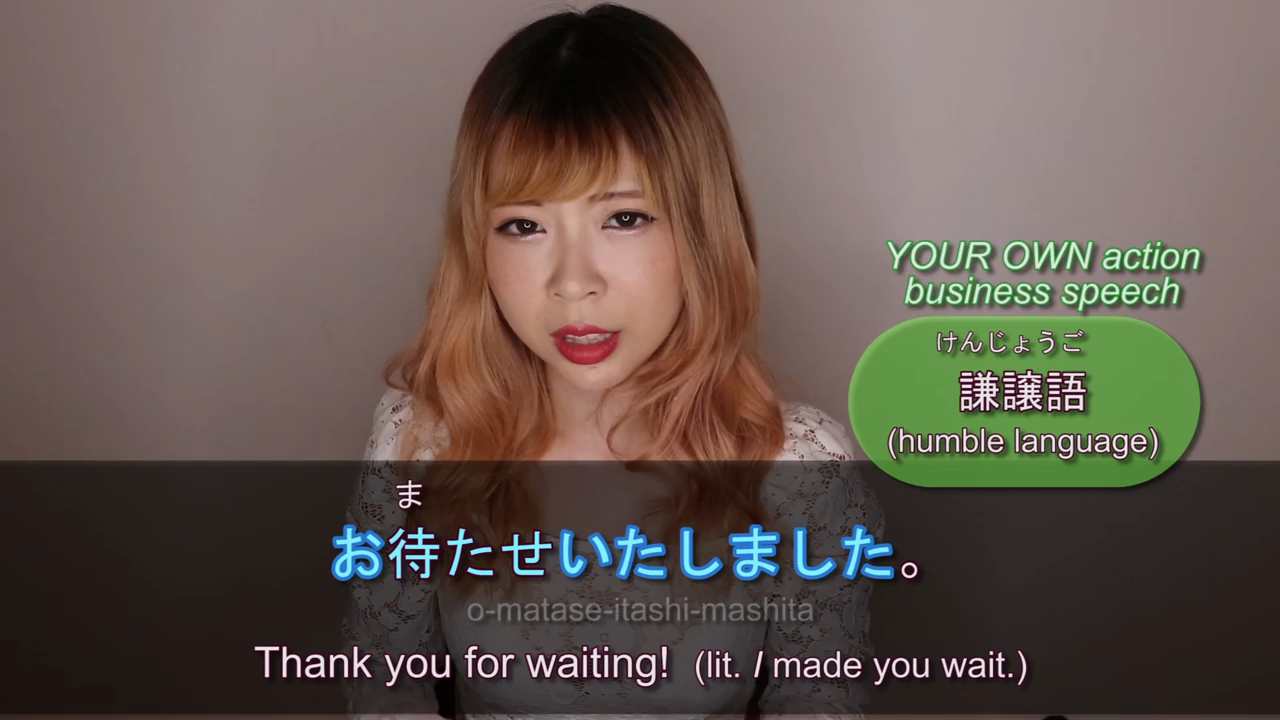 YOUR OWN action
business speech
けんじょうご
謙譲語
(humble language)
ま
お待たせいたしました。
o-matase-itashi-mashita
Thank you for waiting! (lit. I made you wait.)